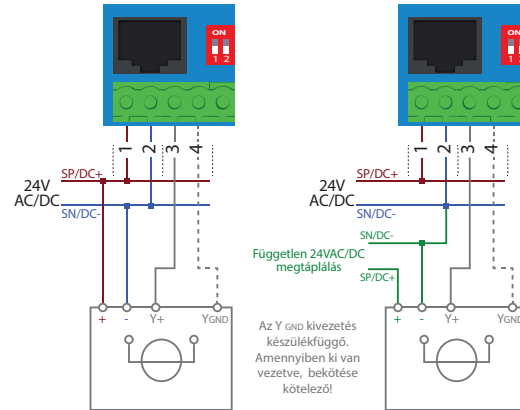 ON
1 2
1
2
3
4
SP/DC+
24V
AC/DC
SN/DC-
+
-
Y+
YGND
Az Y GND kivezetés
készülékfüggő.
Amennyiben ki van
vezetve, bekötése
kötelező!
ON
1 2
1
2
3
4
SP/DC+
24V
AC/DC
SN/DC-
SN/DC-
Független 24VAC/DC
megtáplálás
SP/DC+
+
-
Y+
YGND